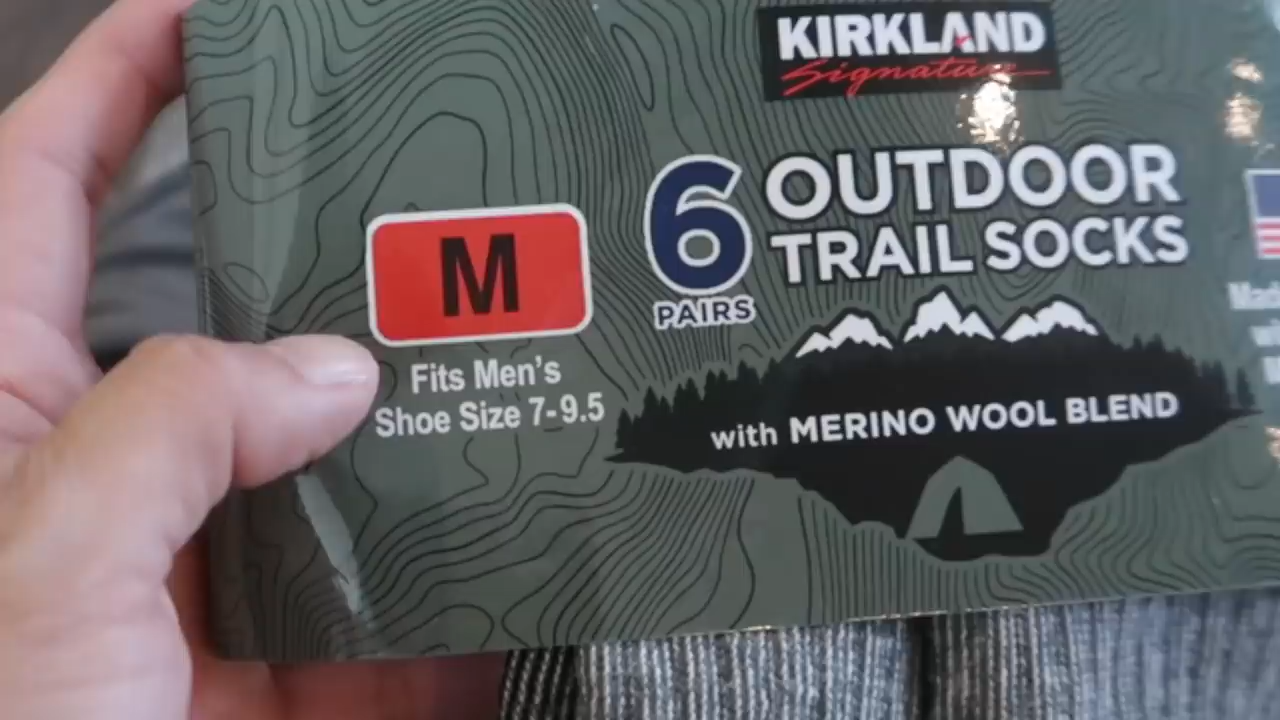 KIRKLAND
Signature
6 OUTDOOR
TRAIL SOCKS
PAIRS
M
Fits Men's
Shoe Size 7-9.5
with MERINO WOOL BLEND